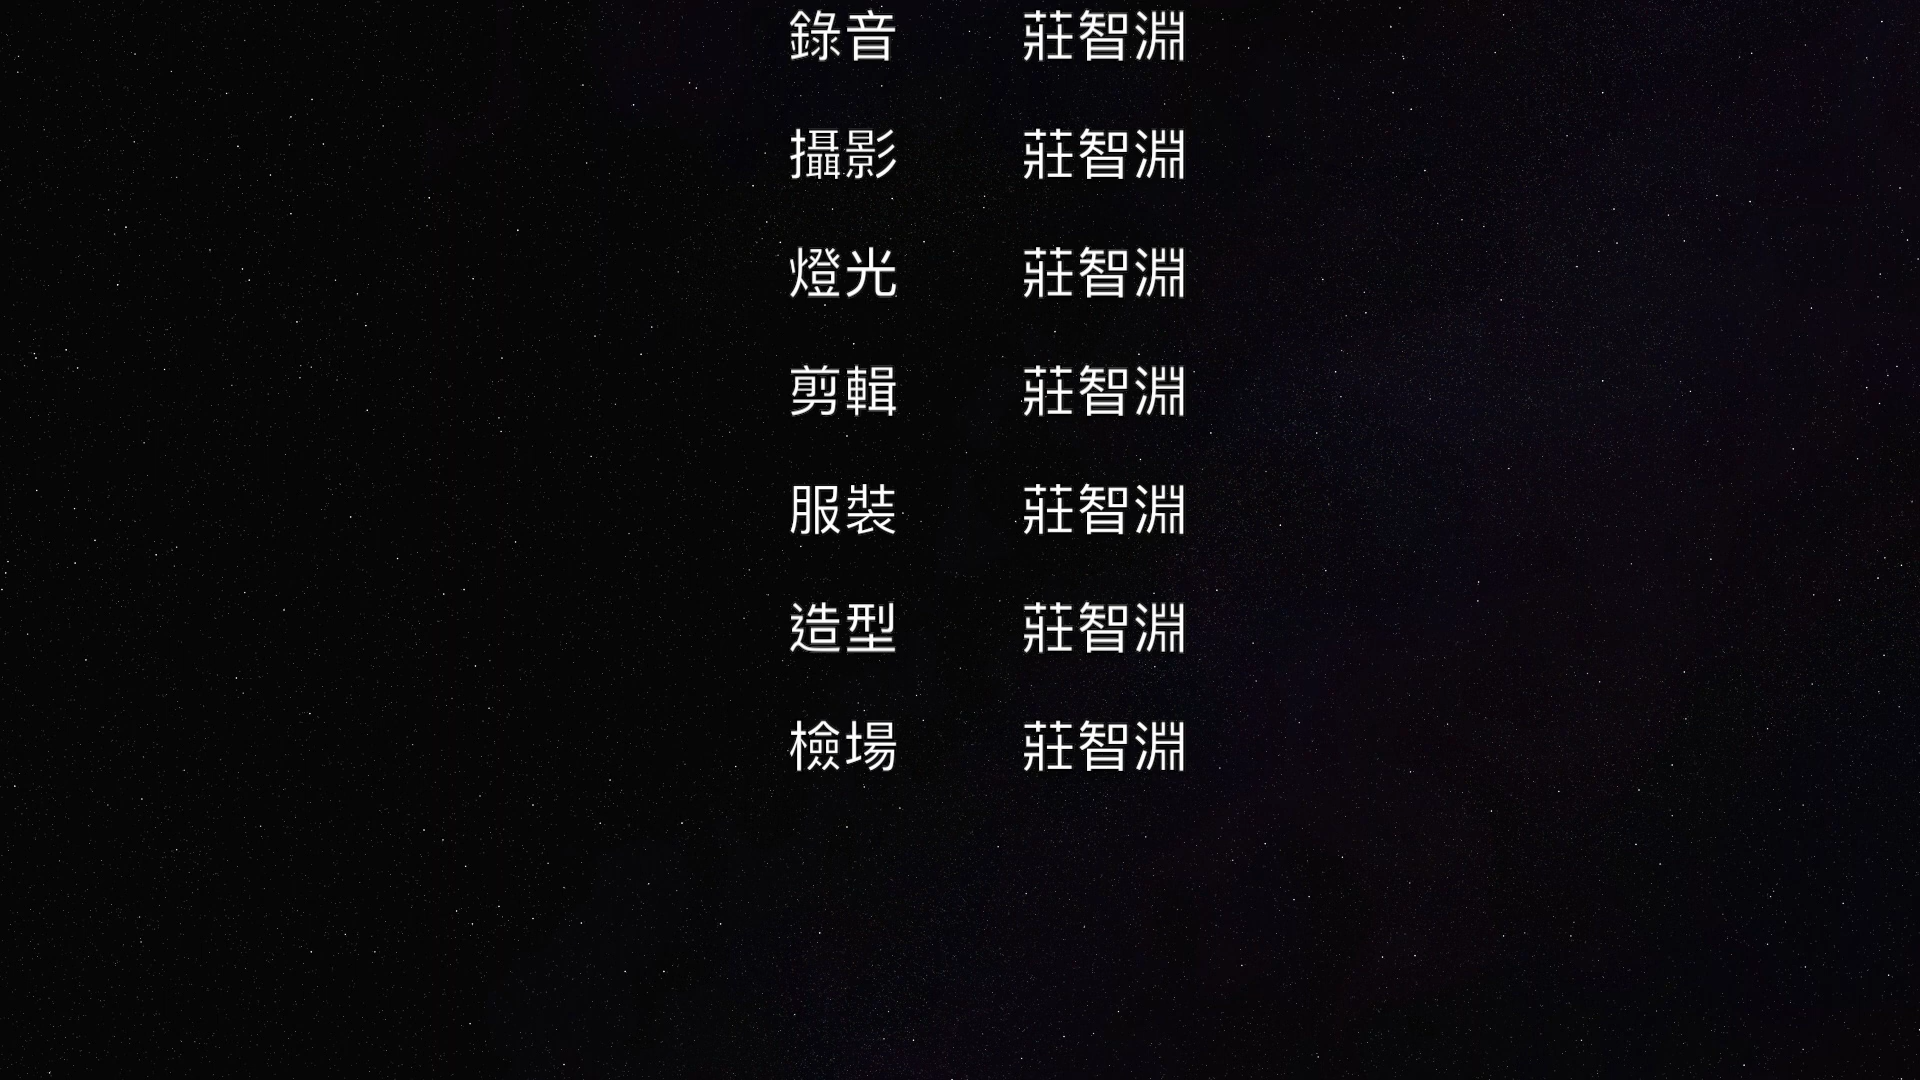 錄音 莊智淵
攝影 莊智淵
燈光 莊智淵
剪輯 莊智淵
服裝 莊智淵
造型 莊智淵
檢場 莊智淵